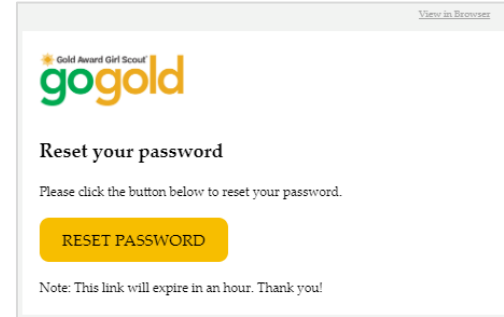 View in Browser
Gold Award Girl Scout
gogold
Reset your password
Please click the button below to reset your password.
RESET PASSWORD
Note: This link will expire in an hour. Thank you!